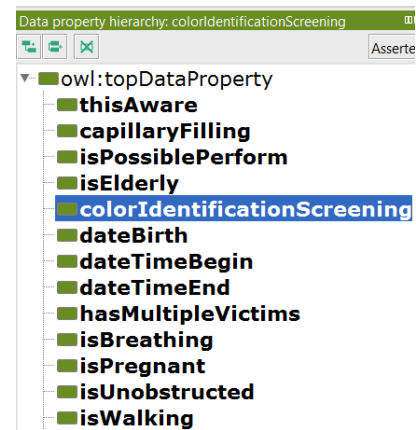 Data property hierarchy: colorIdentificationScreening
Asserte
owl:topDataProperty
thisAware
capillaryFilling
isPossiblePerform
isElderly
colorIdentificationScreening
dateBirth
dateTimeBegin
dateTimeEnd
hasMultipleVictims
isBreathing
isPregnant
isUnobstructed
isWalking